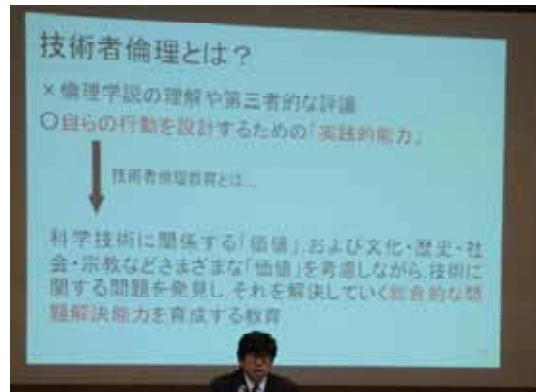 技術者倫理とは？
×倫理学説の理解や第三者的な評論
○自らの行動を設計するための「実践的能力」
技術者倫理教育とは...
科学技術に関係する「価値」,および文化・歴史・社
会・宗教などさまざまな「価値」を考慮しながら,技術に
関する問題を発見し,それを解決していく総合的な問
題解決能力を育成する教育